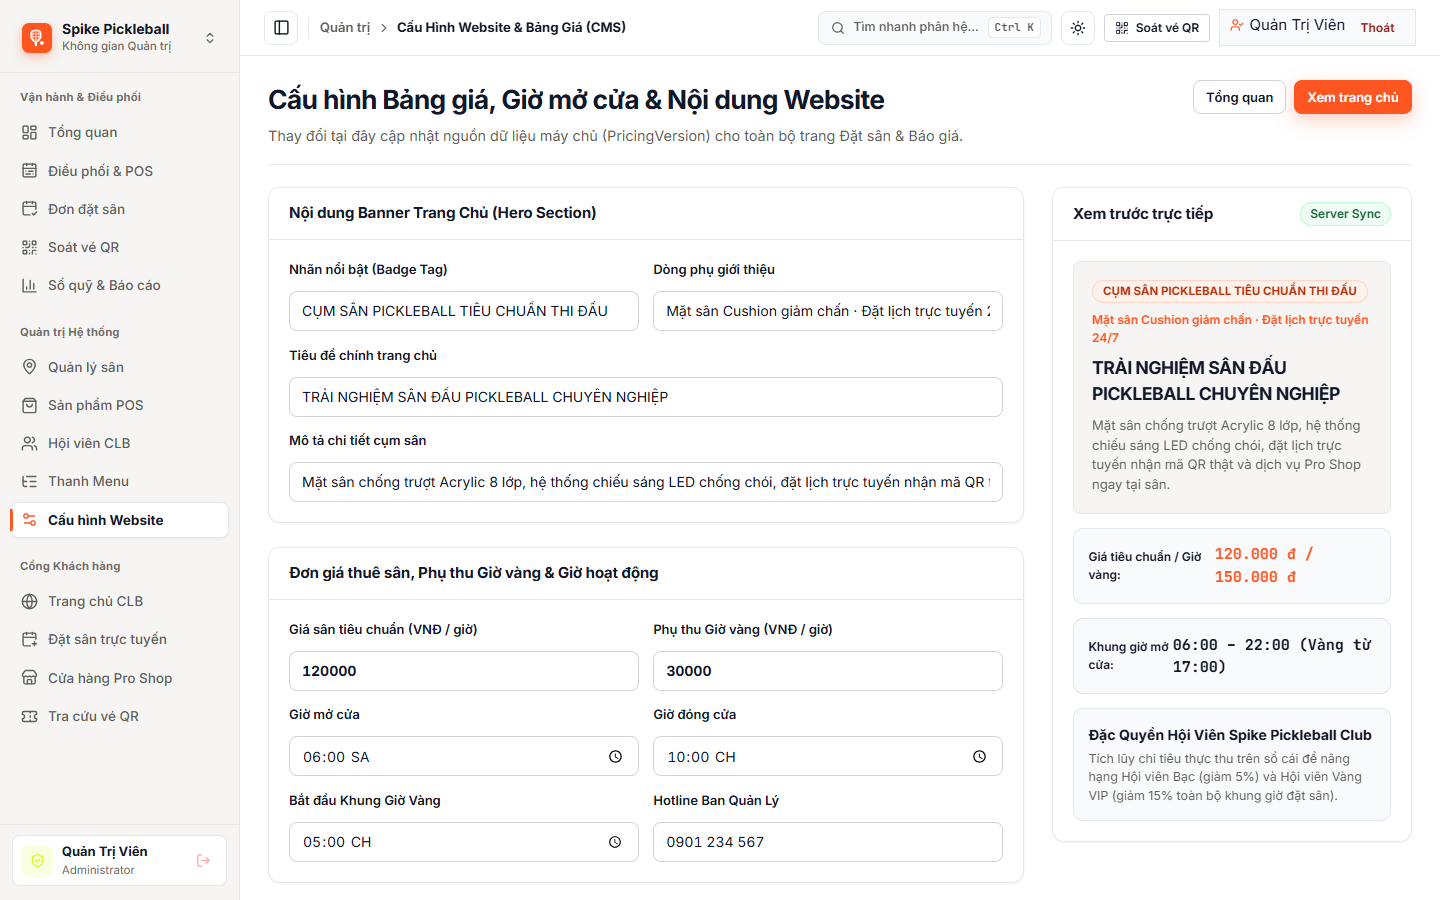 Spike Pickleball
Không gian Quản trị
Vận hành & Điều phối
Tổng quan
Điều phối & POS
Đơn đặt sân
Soát vé QR
Sổ quỹ & Báo cáo
Quản trị Hệ thống
Quản lý sân
Sản phẩm POS
Hội viên CLB
Thanh Menu
Cấu hình Website
Cổng Khách hàng
Trang chủ CLB
Đặt sân trực tuyến
Cửa hàng Pro Shop
Tra cứu vé QR
Quản Trị Viên
Administrator
Quản trị > Cấu Hình Website & Bảng Giá (CMS)
Tìm nhanh phân hệ... Ctrl K
Soát vé QR
Quản Trị Viên Thoát
Cấu hình Bảng giá, Giờ mở cửa & Nội dung Website
Thay đổi tại đây cập nhật nguồn dữ liệu máy chủ (PricingVersion) cho toàn bộ trang Đặt sân & Báo giá.
Tổng quan
Xem trang chủ
Nội dung Banner Trang Chủ (Hero Section)
Nhãn nổi bật (Badge Tag) Dòng phụ giới thiệu
CỤM SÂN PICKLEBALL TIÊU CHUẨN THI ĐẤU Mặt sân Cushion giảm chấn · Đặt lịch trực tuyến
Tiêu đề chính trang chủ
TRẢI NGHIỆM SÂN ĐẤU PICKLEBALL CHUYÊN NGHIỆP
Mô tả chi tiết cụm sân
Mặt sân chống trượt Acrylic 8 lớp, hệ thống chiếu sáng LED chống chói, đặt lịch trực tuyến nhận mã QR
Đơn giá thuê sân, Phụ thu Giờ vàng & Giờ hoạt động
Giá sân tiêu chuẩn (VNĐ / giờ) Phụ thu Giờ vàng (VNĐ / giờ)
120000 30000
Giờ mở cửa Giờ đóng cửa
06:00 SA 10:00 CH
Bắt đầu Khung Giờ Vàng Hotline Ban Quản Lý
05:00 CH 0901 234 567
Xem trước trực tiếp Server Sync
CỤM SÂN PICKLEBALL TIÊU CHUẨN THI ĐẤU
Mặt sân Cushion giảm chấn · Đặt lịch trực tuyến
24/7
TRẢI NGHIỆM SÂN ĐẤU
PICKLEBALL CHUYÊN NGHIỆP
Mặt sân chống trượt Acrylic 8 lớp, hệ thống
chiếu sáng LED chống chói, đặt lịch trực
tuyến nhận mã QR thật và dịch vụ Pro Shop
ngay tại sân.
Giá tiêu chuẩn / Giờ
vàng:
120.000 đ /
150.000 đ
Khung giờ mở
cửa:
06:00 – 22:00 (Vàng từ
17:00)
Đặc Quyền Hội Viên Spike Pickleball Club
Tích lũy chi tiêu thực thu trên sổ cái để nâng
hạng Hội viên Bạc (giảm 5%) và Hội viên Vàng
VIP (giảm 15% toàn bộ khung giờ đặt sân).